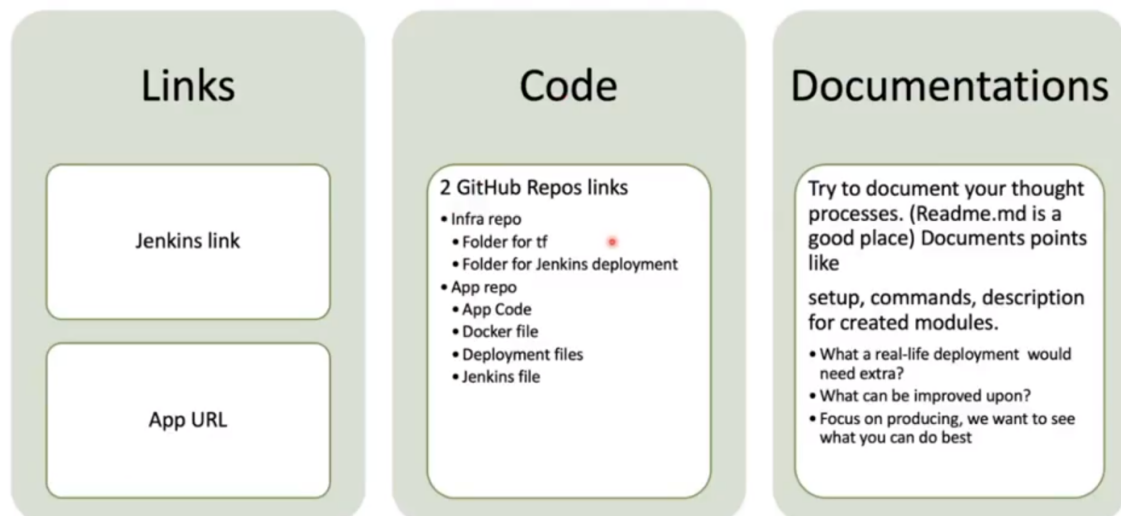 Links
Jenkins link
App URL
Code
2 GitHub Repos links
• Infra repo
• Folder for tf
• Folder for Jenkins deployment
• App repo
• App Code
• Docker file
• Deployment files
• Jenkins file
Documentations
Try to document your thought
processes. (Readme.md is a
good place) Documents points
like
setup, commands, description
for created modules.
• What a real-life deployment would
need extra?
• What can be improved upon?
• Focus on producing, we want to see
what you can do best